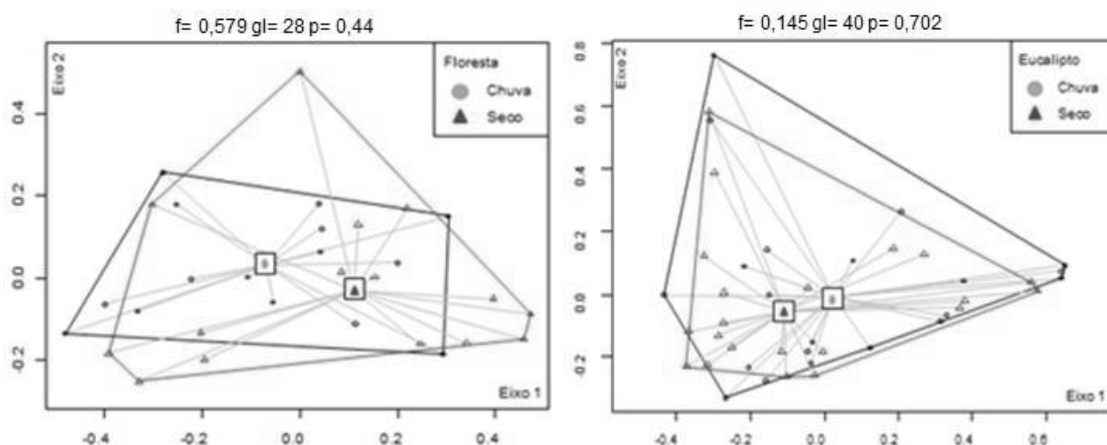 f= 0,579 gl= 28 p= 0,44
Eixo 2
Floresta
Chuva
Seco
0.4
0.2
0.0
-0.2
Eixo 1
-0.4
-0.2
0.0
0.2
0.4
f= 0,145 gl= 40 p= 0,702
Eixo 2
Eucalipto
Chuva
Seco
0.8
0.6
0.4
0.2
0.0
-0.2
Eixo 1
-0.4
-0.2
0.0
0.2
0.4
0.6